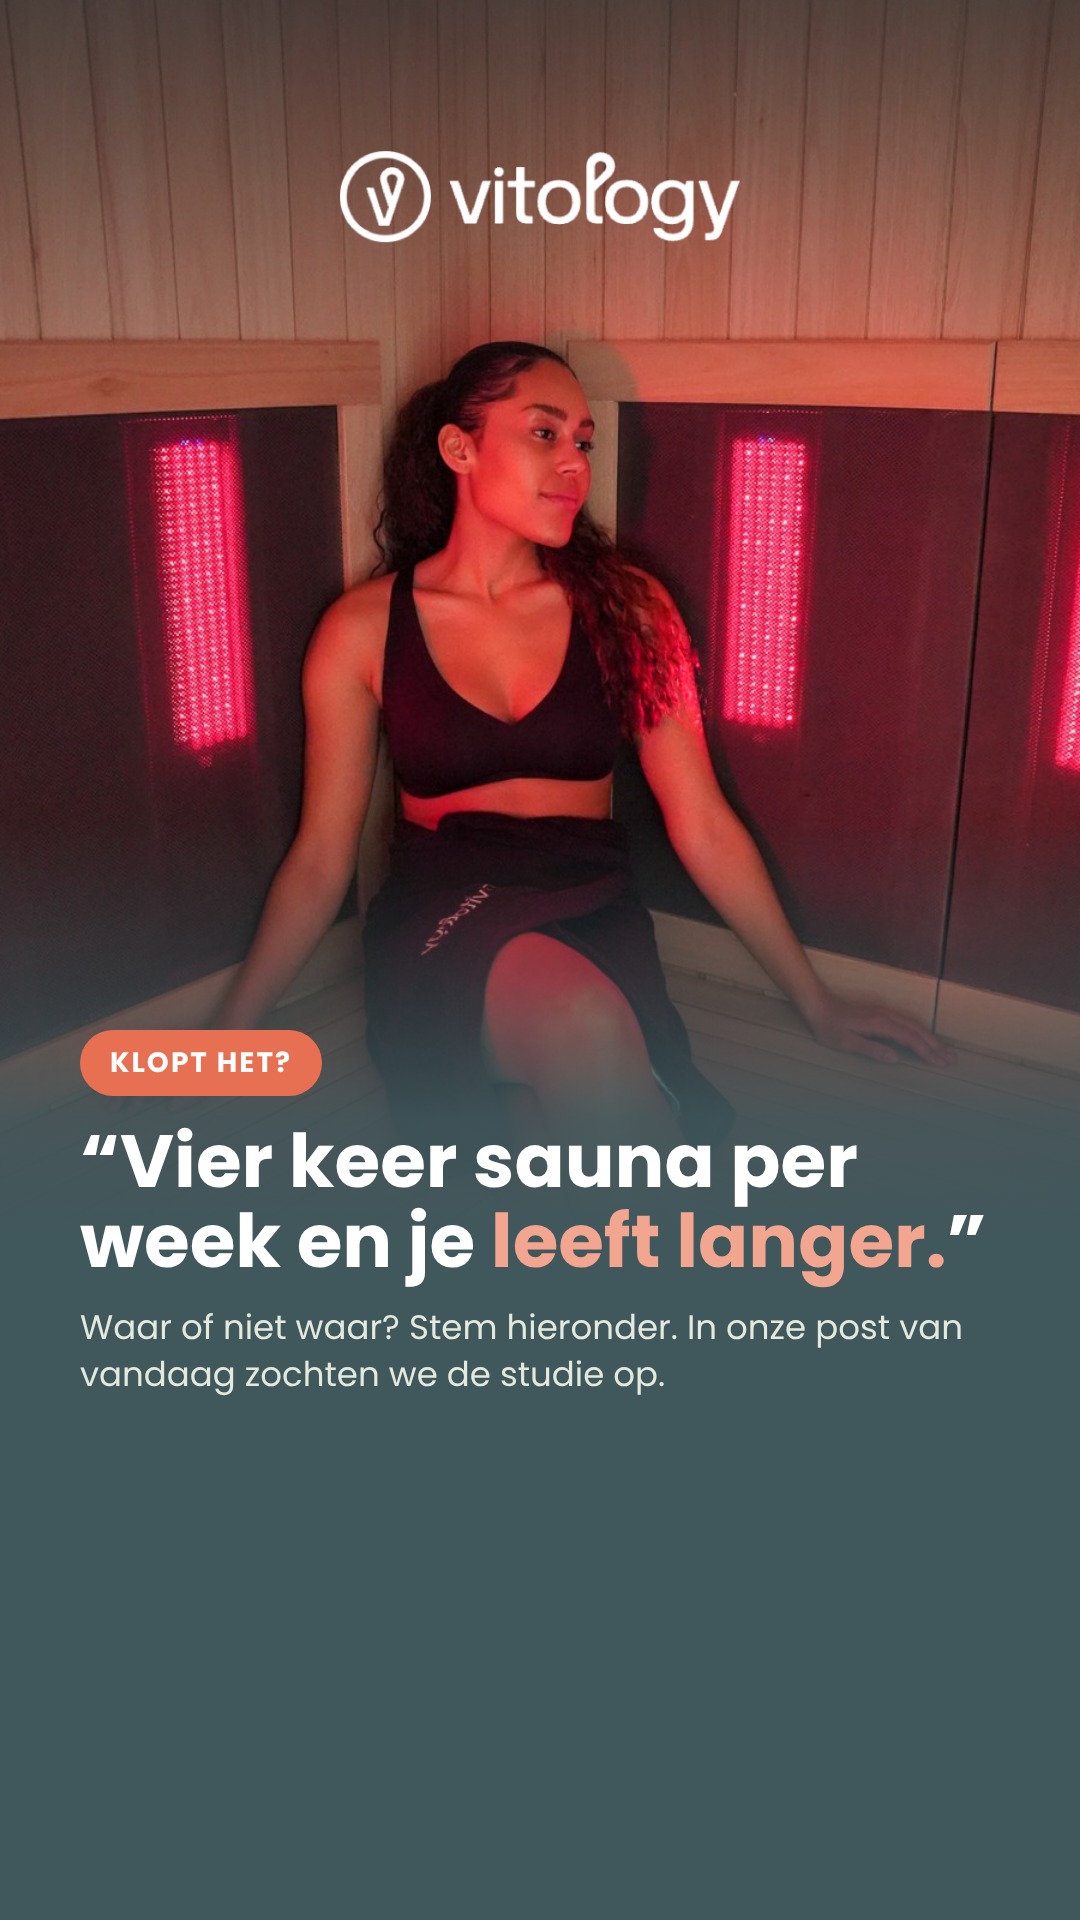 vitology
KLOPT HET?
“Vier keer sauna per
week en je leeft langer.”
Waar of niet waar? Stem hieronder. In onze post van
vandaag zochten we de studie op.